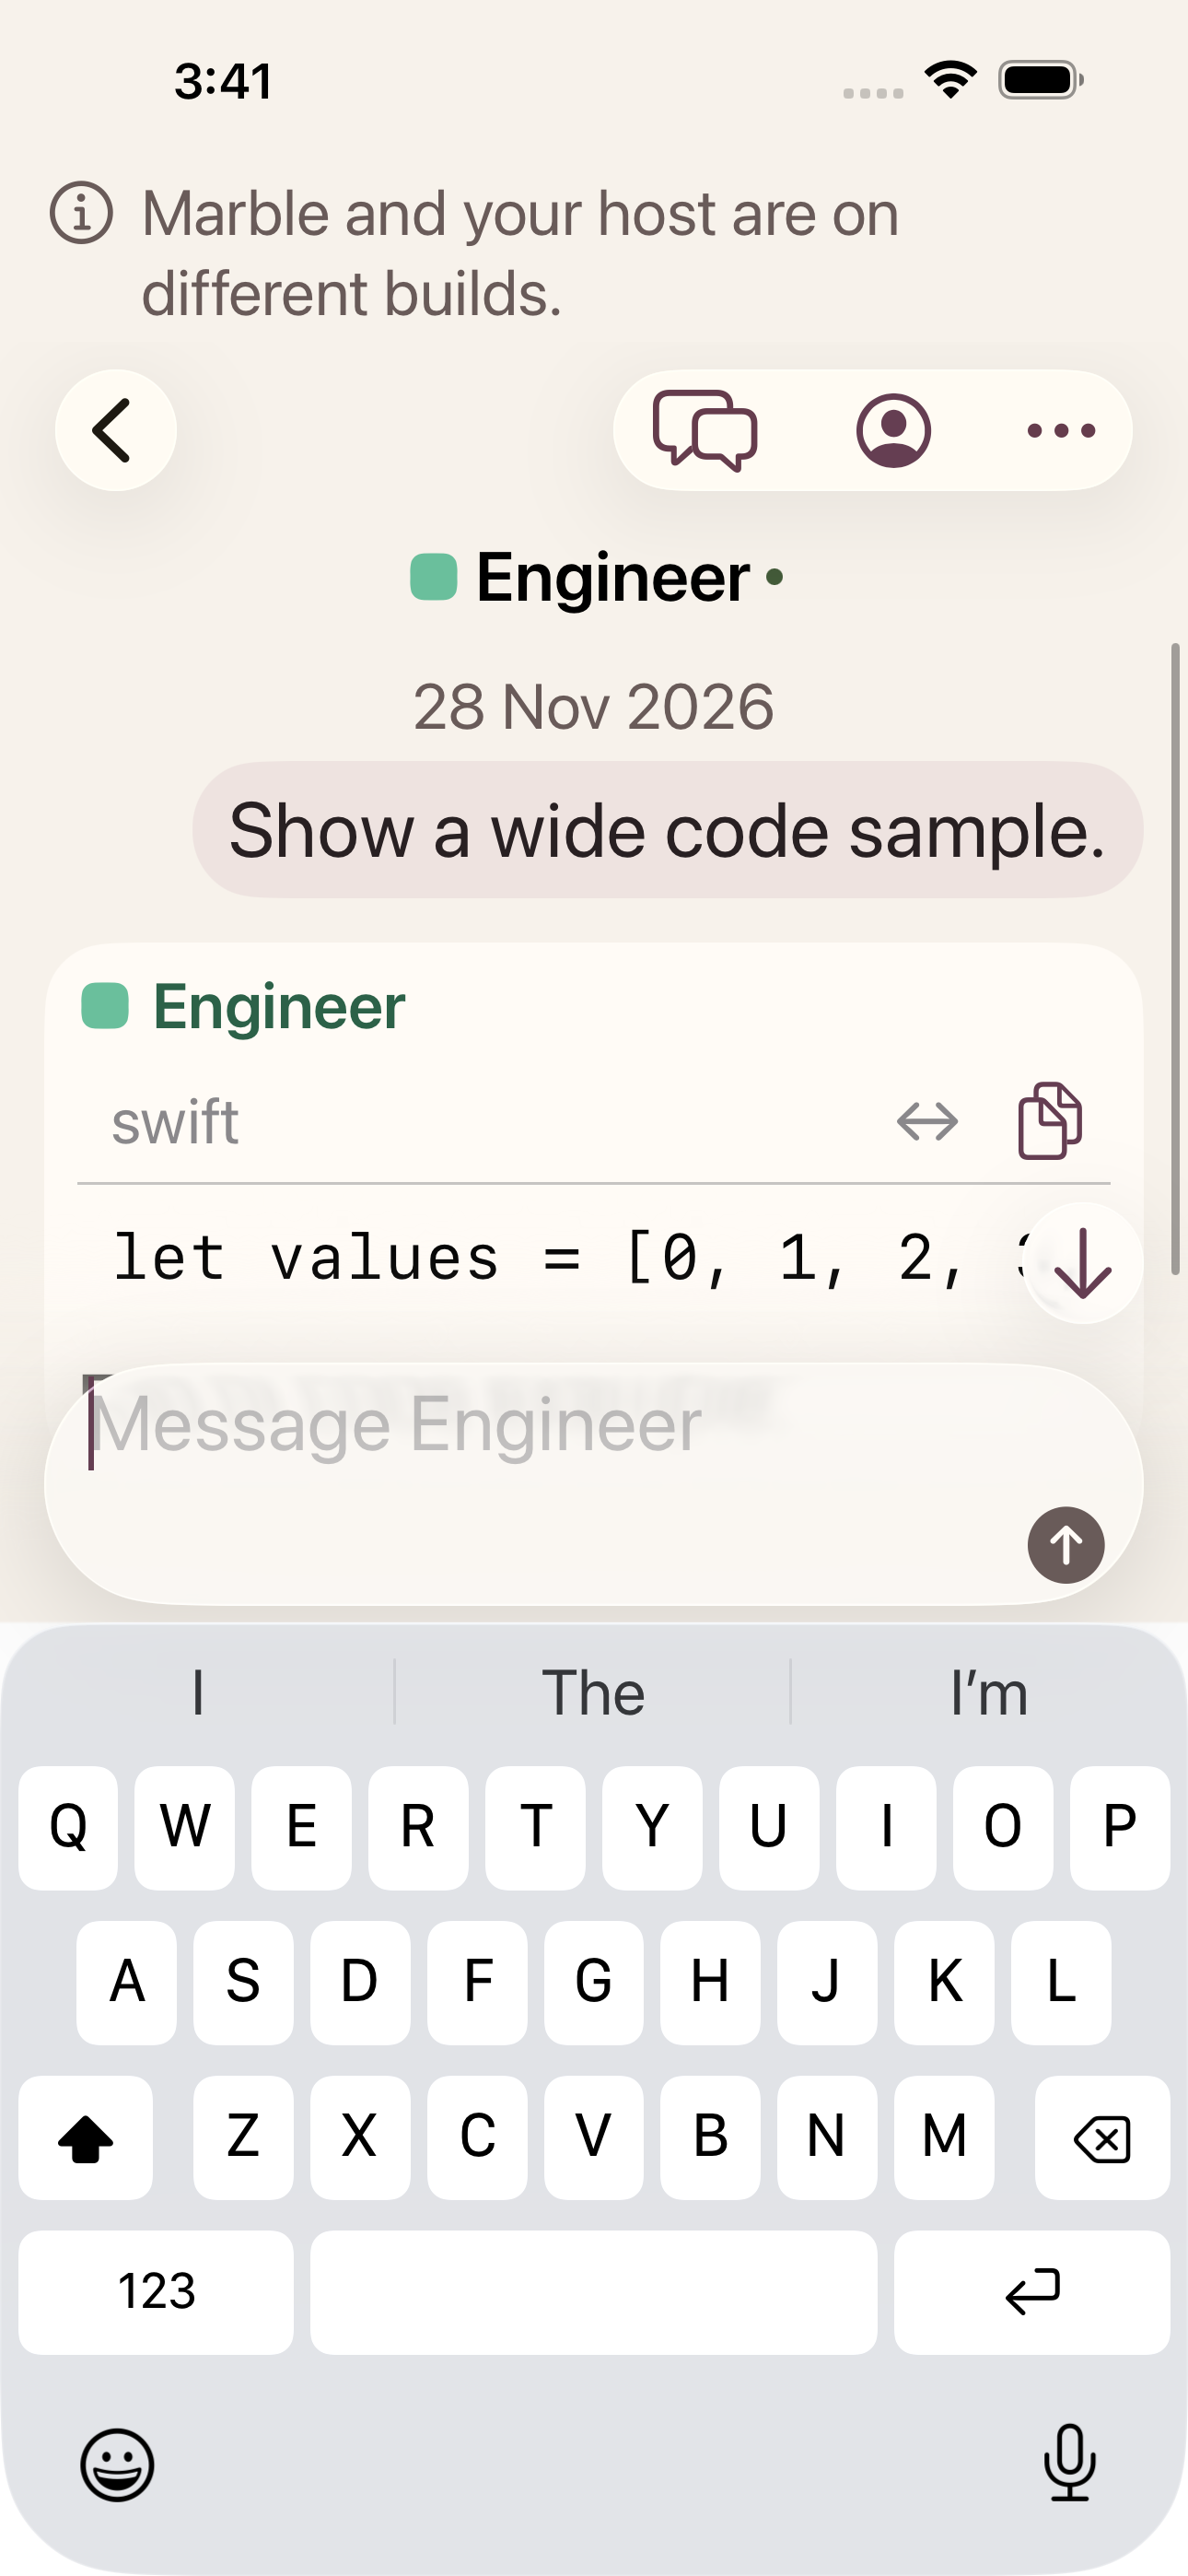 3:41
Marble and your host are on
different builds.
Engineer
28 Nov 2026
Show a wide code sample.
Engineer
swift
let values = [0, 1, 2,
Message Engineer
I The I’m
Q W E R T Y U I O P
A S D F G H J K L
Z X C V B N M
123